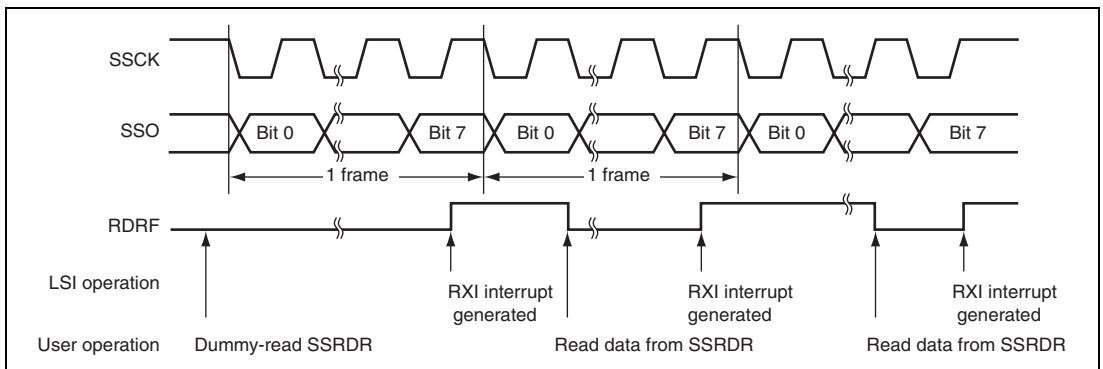 SSCK
SSO Bit 0 Bit 7 Bit 0 Bit 7 Bit 0 Bit 7
1 frame 1 frame
RDRF
LSI operation RXI interrupt generated RXI interrupt generated RXI interrupt generated
User operation Dummy-read SSRDR Read data from SSRDR Read data from SSRDR